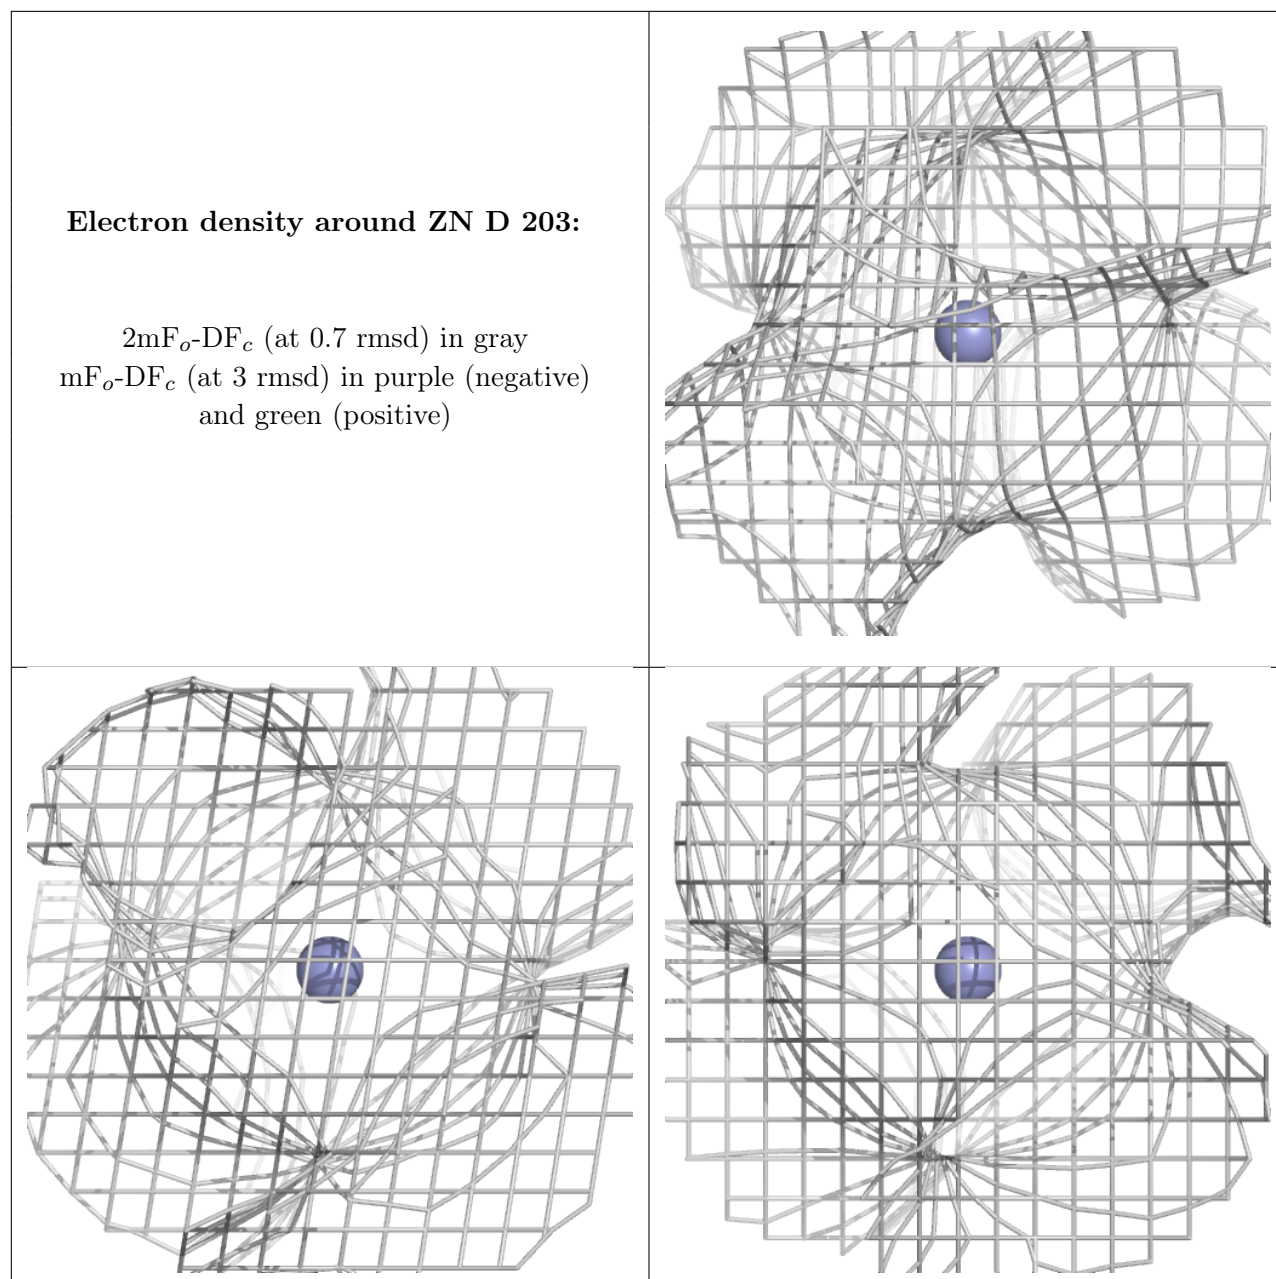 Electron density around ZN D 203:
2mFo-DFc (at 0.7 rmsd) in gray
mFo-DFc (at 3 rmsd) in purple (negative)
and green (positive)